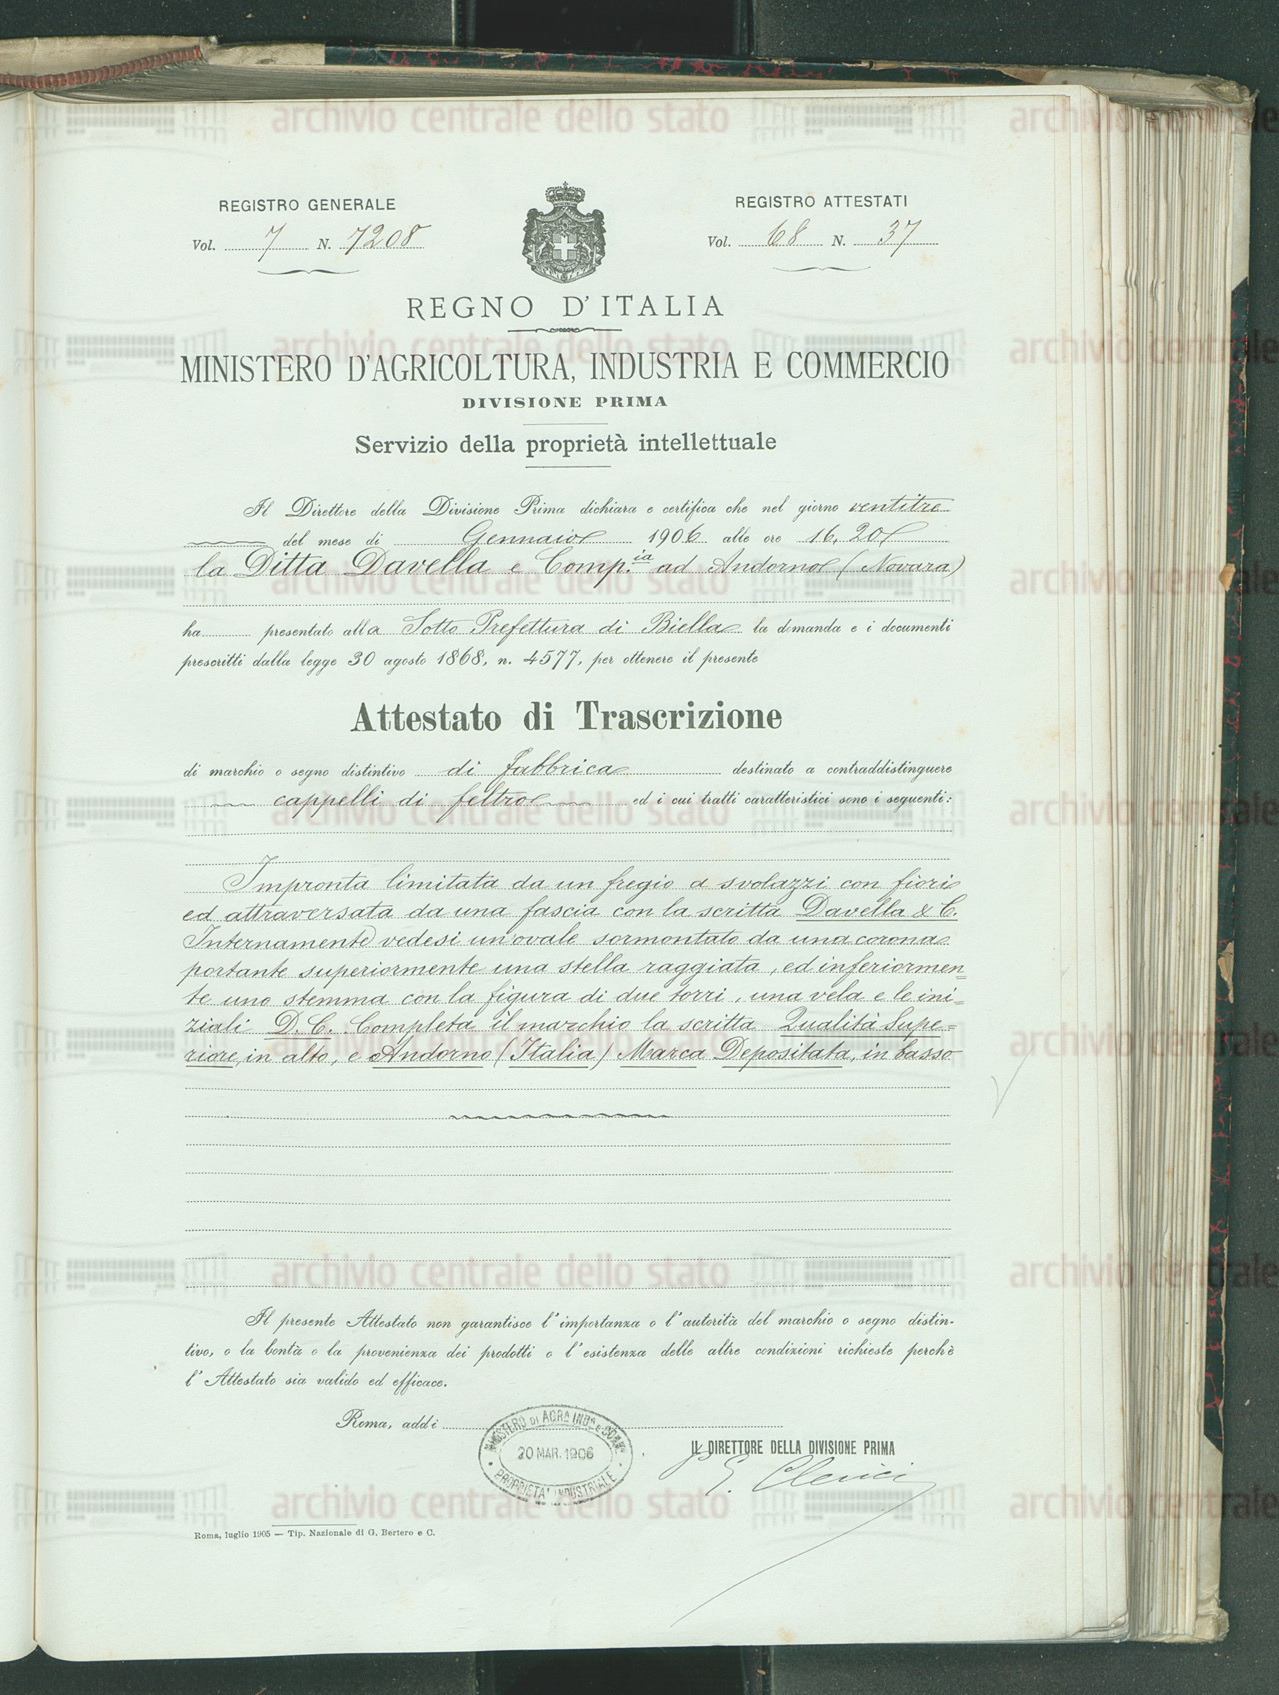 REGISTRO GENERALE
Vol. 7 N. 7208
REGISTRO ATTESTATI
Vol. 68 N. 37
REGNO D'ITALIA
MINISTERO D'AGRICOLTURA, INDUSTRIA E COMMERCIO
DIVISIONE PRIMA
Servizio della proprietà intellettuale
Il Direttore della Divisione Prima dichiara e certifica che nel giorno ventitre
del mese di Gennaio 1906 alle ore 16,20
la Ditta Davella e Comp.ia ad Andorno (Novara)
ha presentato alla Sotto Prefettura di Biella la domanda e i documenti
prescritti dalla legge 30 agosto 1868, n. 4577, per ottenere il presente
Attestato di Trascrizione
di marchio o segno distintivo di fabbrica destinato a contraddistinguere
cappelli di feltro ed i cui tratti caratteristici sono i seguenti:
Impronta limitata da un fregio a svolazzi con fiori
ed attraversata da una fascia con la scritta Davella & C.
Internamente vedesi un'ovale sormontato da una corona
portante superiormente una stella raggiata, ed inferiormen=
te uno stemma con la figura di due torri, una vela e le ini=
ziali D. C. Completa il marchio la scritta Qualità Supe=
riore, in alto, e Andorno (Italia) Marca Depositata, in basso
Il presente Attestato non garantisce l'importanza o l'autorità del marchio o segno distin-
tivo, o la bontà o la provenienza dei prodotti o l'esistenza delle altre condizioni richieste perchè
l'Attestato sia valido ed efficace.
Roma, addì
MINISTERO DI AGR.A IND.A E COMM.
20 MAR. 1906
PROPRIETA' INDUSTRIALE
IL DIRETTORE DELLA DIVISIONE PRIMA
E. Clerici
Roma, luglio 1905 — Tip. Nazionale di G. Bertero e C.
archivio centrale dello stato